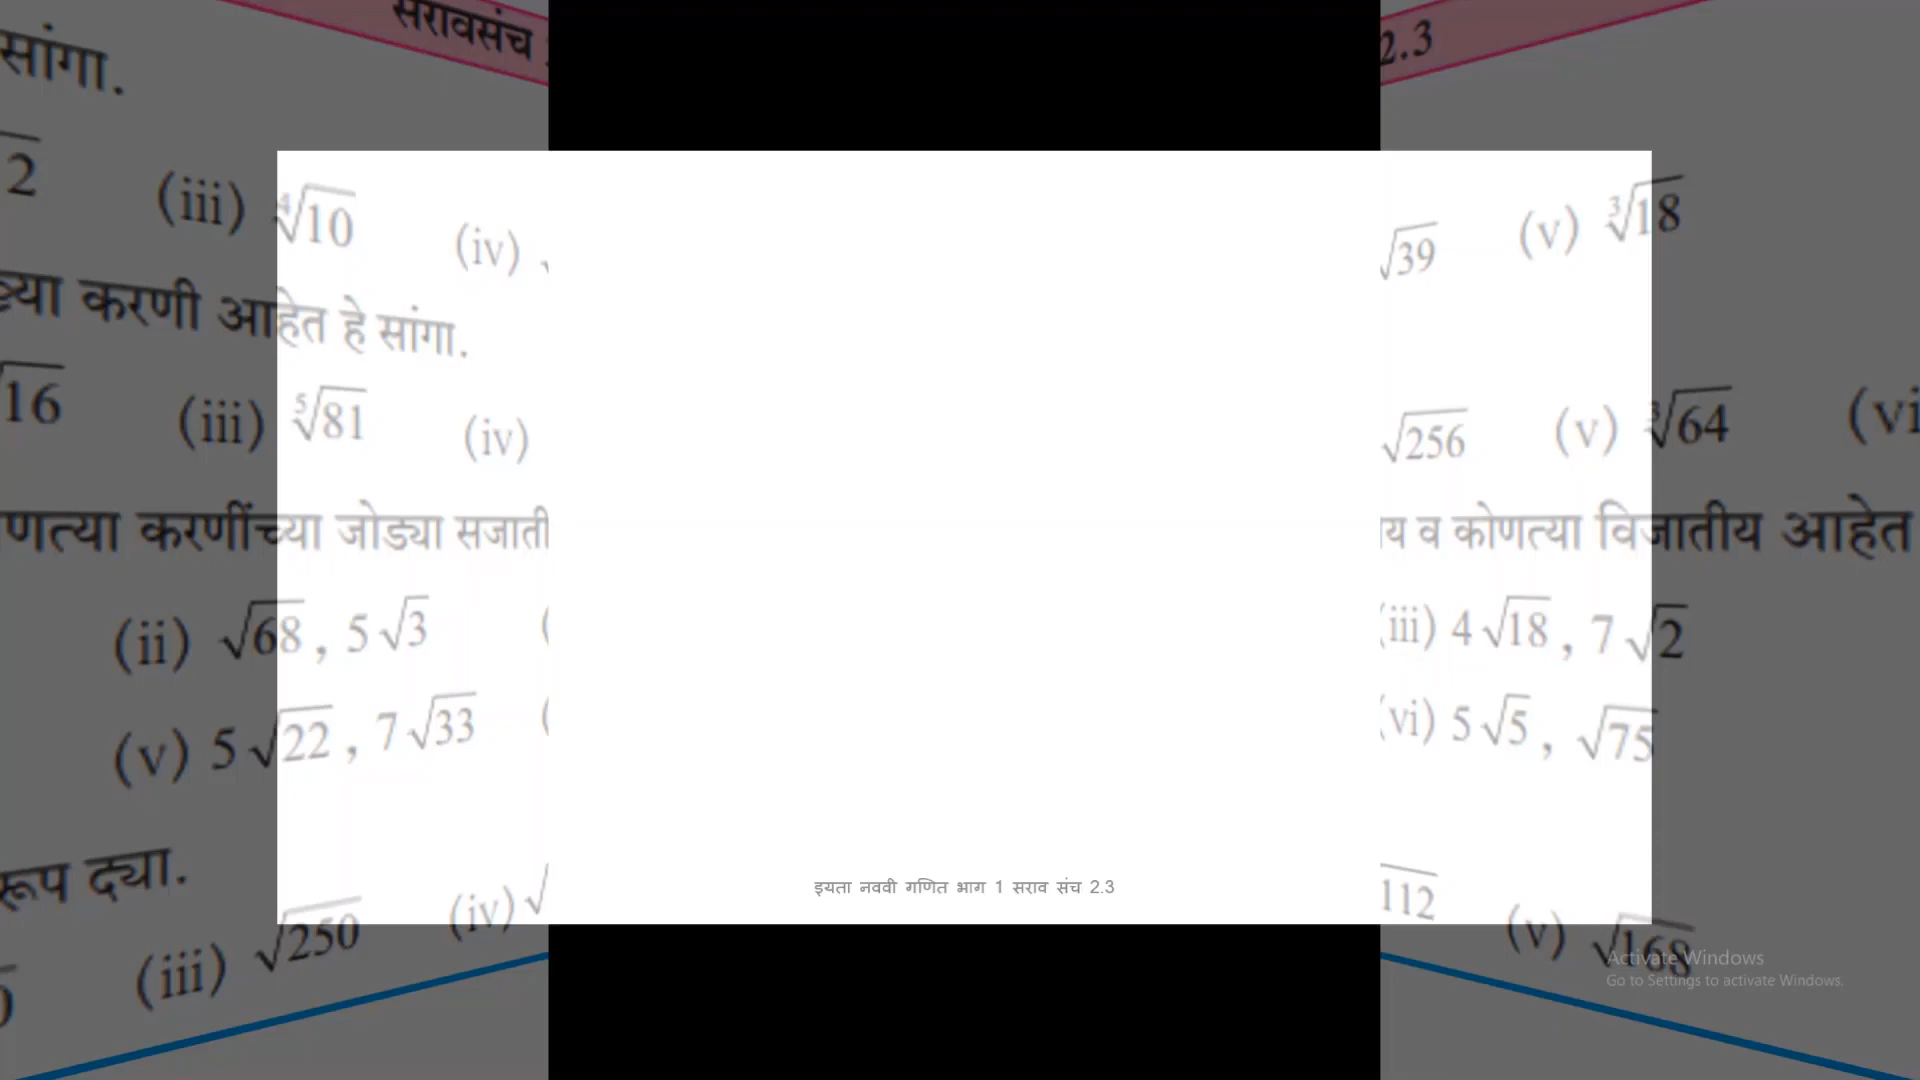 सरावसंच 2.3
सांगा.
2 (iii) ∜10 (iv) √39 (v) ∛18
करणी आहेत हे सांगा.
√16 (iii) ⁵√81 (iv) √256 (v) ∛64 (vi
करणींच्या जोड्या सजातीय व कोणत्या विजातीय आहेत
(ii) √68 , 5√3 (iii) 4√18 , 7√2
(v) 5√22 , 7√33 (vi) 5√5 , √75
रूप द्या.
(iii) √250 (iv) √112 (v) √168
इयता नववी गणित भाग 1 सराव संच 2.3
Activate Windows
Go to Settings to activate Windows.